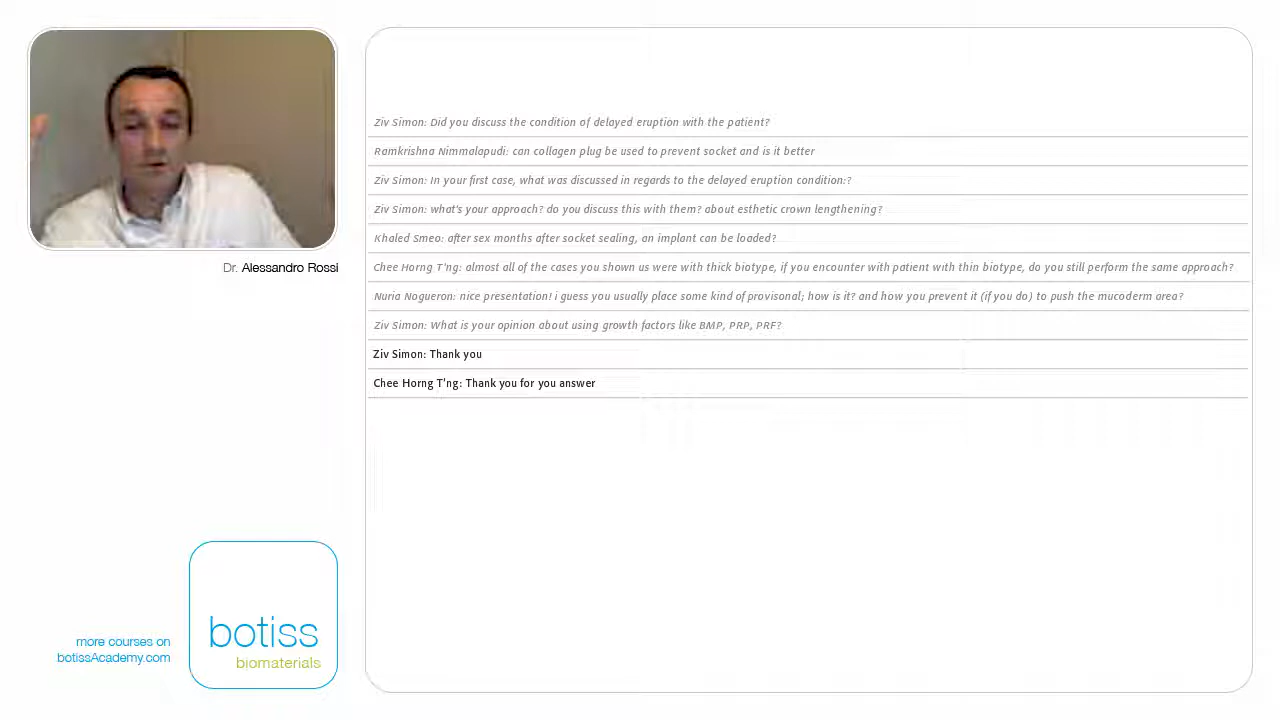 Dr. Alessandro Rossi
Ziv Simon: Did you discuss the condition of delayed eruption with the patient?
Ramkrishna Nimmalapudi: can collagen plug be used to prevent socket and is it better
Ziv Simon: In your first case, what was discussed in regards to the delayed eruption condition:?
Ziv Simon: what's your approach? do you discuss this with them? about esthetic crown lengthening?
Khaled Smeo: after sex months after socket sealing, an implant can be loaded?
Chee Horng T'ng: almost all of the cases you shown us were with thick biotype, if you encounter with patient with thin biotype, do you still perform the same approach?
Nuria Nogueron: nice presentation! i guess you usually place some kind of provisonal; how is it? and how you prevent it (if you do) to push the mucoderm area?
Ziv Simon: What is your opinion about using growth factors like BMP, PRP, PRF?
Ziv Simon: Thank you
Chee Horng T'ng: Thank you for you answer
more courses on
botissAcademy.com
botiss
biomaterials